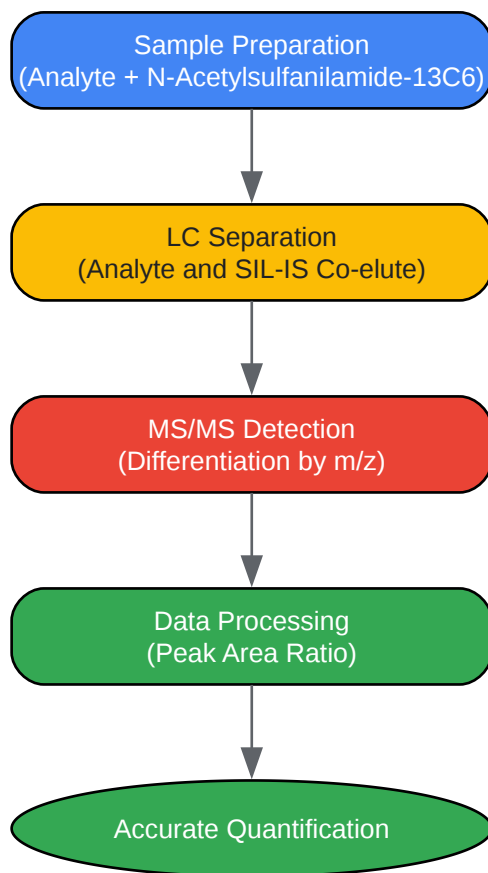 Sample Preparation
(Analyte + N-Acetylsulfanilamide-13C6)
LC Separation
(Analyte and SIL-IS Co-elute)
MS/MS Detection
(Differentiation by m/z)
Data Processing
(Peak Area Ratio)
Accurate Quantification